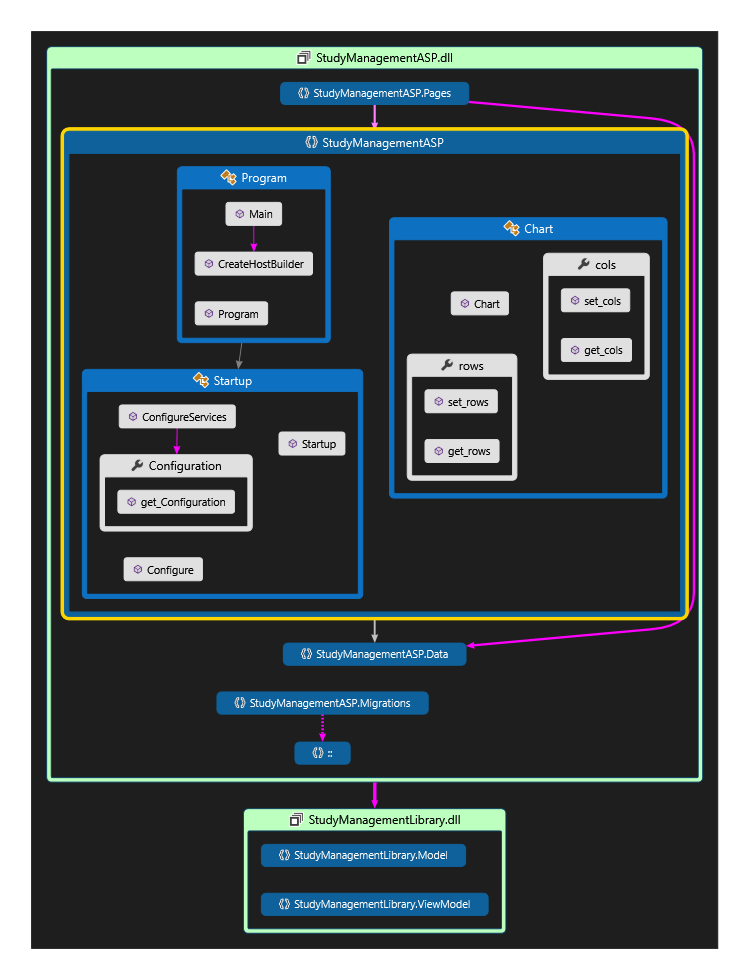 StudyManagementASP.dll
StudyManagementASP.Pages
StudyManagementASP
Program
Main
CreateHostBuilder
Program
Chart
cols
set_cols
get_cols
Chart
rows
set_rows
get_rows
Startup
ConfigureServices
Startup
Configuration
get_Configuration
Configure
StudyManagementASP.Data
StudyManagementASP.Migrations
::
StudyManagementLibrary.dll
StudyManagementLibrary.Model
StudyManagementLibrary.ViewModel